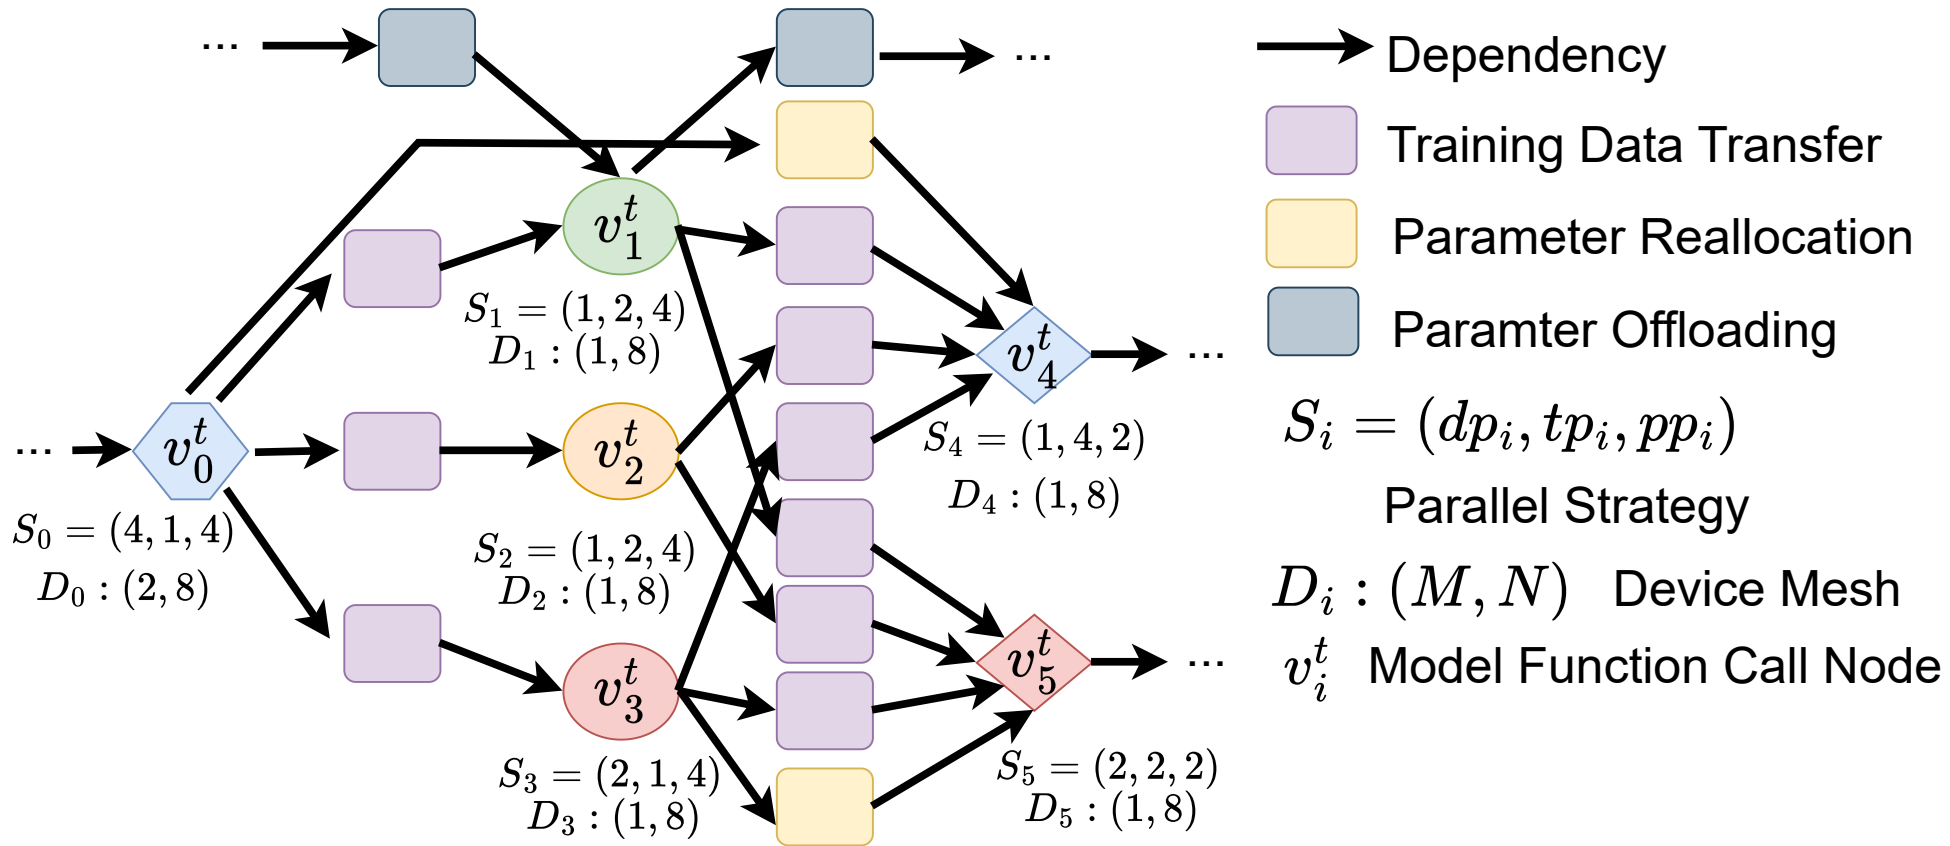 ... ...
v_0^t
S_0 = (4, 1, 4)
D_0 : (2, 8)
...
v_1^t
S_1 = (1, 2, 4)
D_1 : (1, 8)
v_2^t
S_2 = (1, 2, 4)
D_2 : (1, 8)
v_3^t
S_3 = (2, 1, 4)
D_3 : (1, 8)
v_4^t ...
S_4 = (1, 4, 2)
D_4 : (1, 8)
v_5^t ...
S_5 = (2, 2, 2)
D_5 : (1, 8)
Dependency
Training Data Transfer
Parameter Reallocation
Paramter Offloading
S_i = (dp_i, tp_i, pp_i)
Parallel Strategy
D_i : (M, N) Device Mesh
v_i^t Model Function Call Node